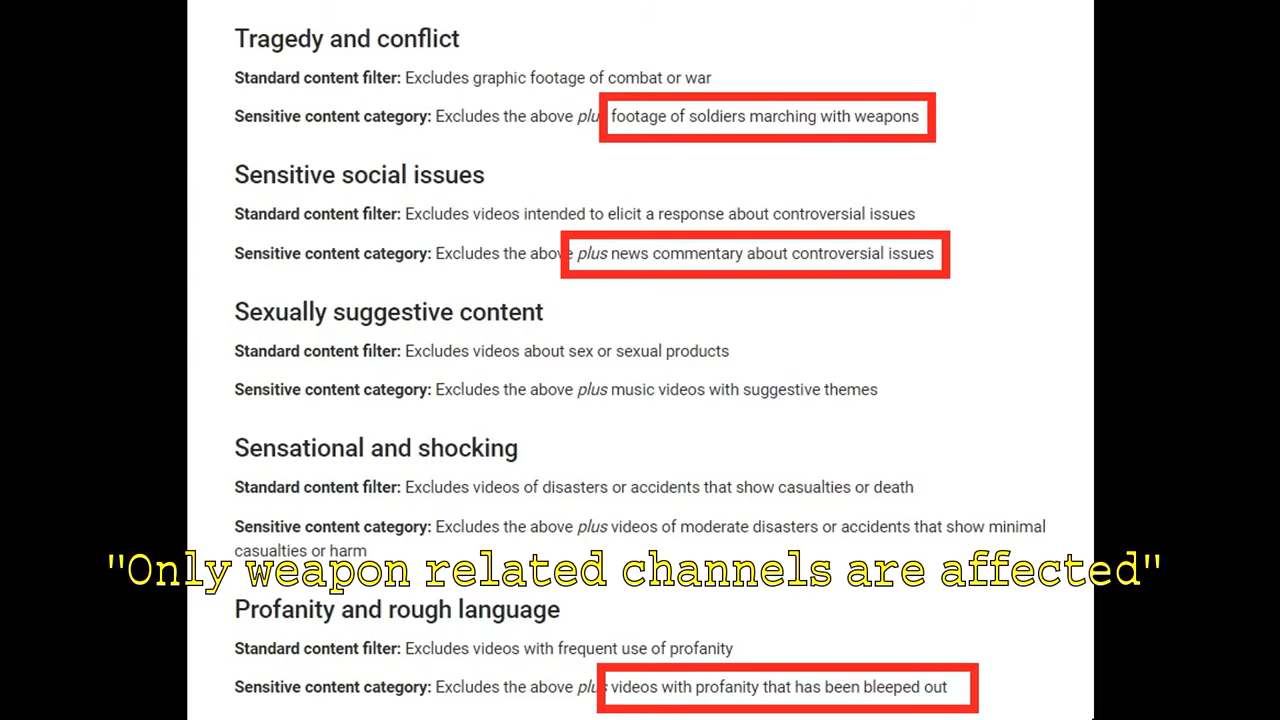 Tragedy and conflict
Standard content filter: Excludes graphic footage of combat or war
Sensitive content category: Excludes the above plus footage of soldiers marching with weapons
Sensitive social issues
Standard content filter: Excludes videos intended to elicit a response about controversial issues
Sensitive content category: Excludes the above plus news commentary about controversial issues
Sexually suggestive content
Standard content filter: Excludes videos about sex or sexual products
Sensitive content category: Excludes the above plus music videos with suggestive themes
Sensational and shocking
Standard content filter: Excludes videos of disasters or accidents that show casualties or death
Sensitive content category: Excludes the above plus videos of moderate disasters or accidents that show minimal
casualties or harm
"Only weapon related channels are affected"
Profanity and rough language
Standard content filter: Excludes videos with frequent use of profanity
Sensitive content category: Excludes the above plus videos with profanity that has been bleeped out